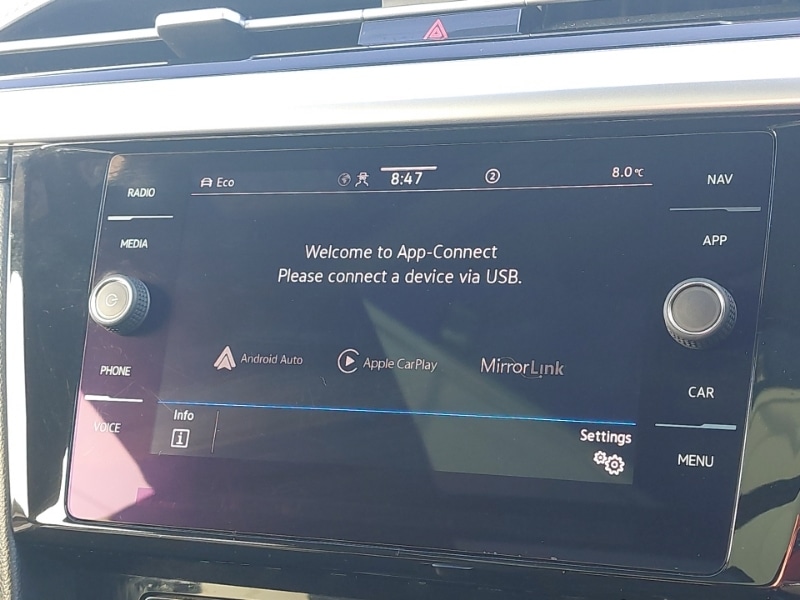 RADIO
MEDIA
PHONE
VOICE
Eco
8:47
2
8.0°C
Welcome to App-Connect
Please connect a device via USB.
Android Auto
Apple CarPlay
MirrorLink
Info
i
Settings
NAV
APP
CAR
MENU